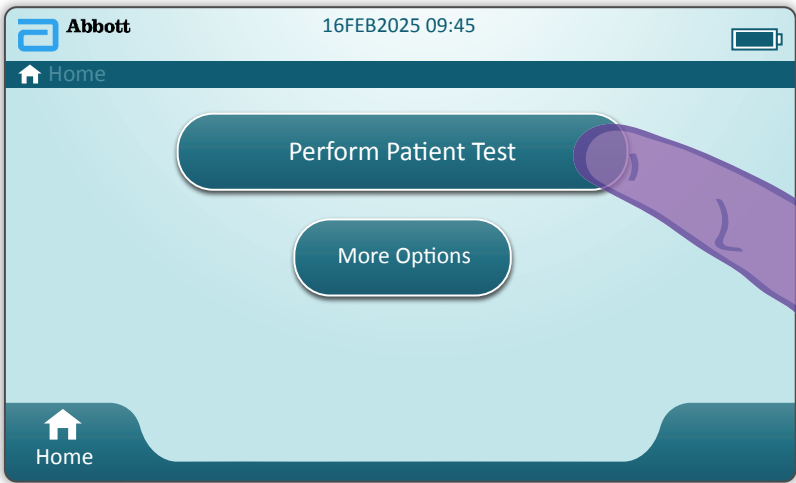 Abbott
16FEB2025 09:45
Home
Perform Patient Test
More Options
Home